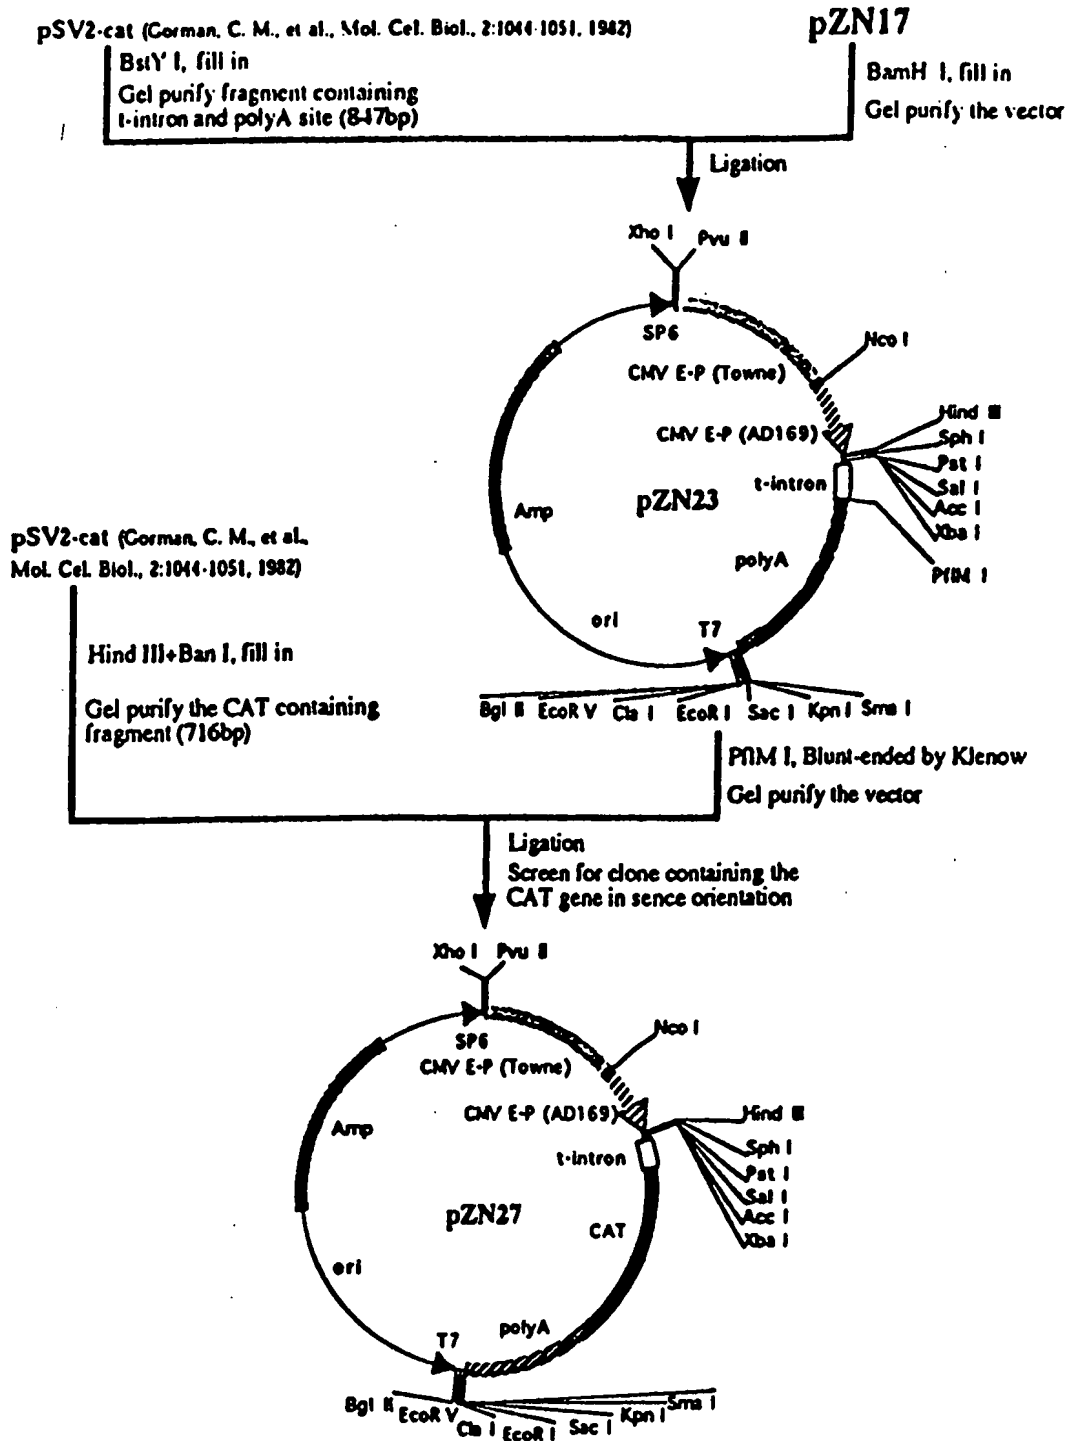 pSV2-cat (Gorman, C. M., et al., Mol. Cel. Biol., 2:1044-1051, 1982)
pZN17
BstY I, fill in
Gel purify fragment containing
t-intron and polyA site (847bp)
BamH I, fill in
Gel purify the vector
Ligation
Xho I
Pvu II
SP6
Nco I
CMV E-P (Towne)
CMV E-P (AD169)
Hind III
Sph I
Pst I
Sal I
Acc I
Xba I
PflM I
t-intron
pZN23
Amp
polyA
ori
T7
Bgl II
EcoR V
Cla I
EcoR I
Sac I
Kpn I
Sma I
pSV2-cat (Gorman, C. M., et al.,
Mol. Cel. Biol., 2:1044-1051, 1982)
Hind III+Ban I, fill in
Gel purify the CAT containing
fragment (716bp)
PflM I, Blunt-ended by Klenow
Gel purify the vector
Ligation
Screen for clone containing the
CAT gene in sence orientation
Xho I
Pvu II
SP6
Nco I
CMV E-P (Towne)
CMV E-P (AD169)
Hind III
Sph I
Pst I
Sal I
Acc I
Xba I
t-intron
Amp
pZN27
CAT
ori
polyA
T7
Bgl II
EcoR V
Cla I
EcoR I
Sac I
Kpn I
Sma I